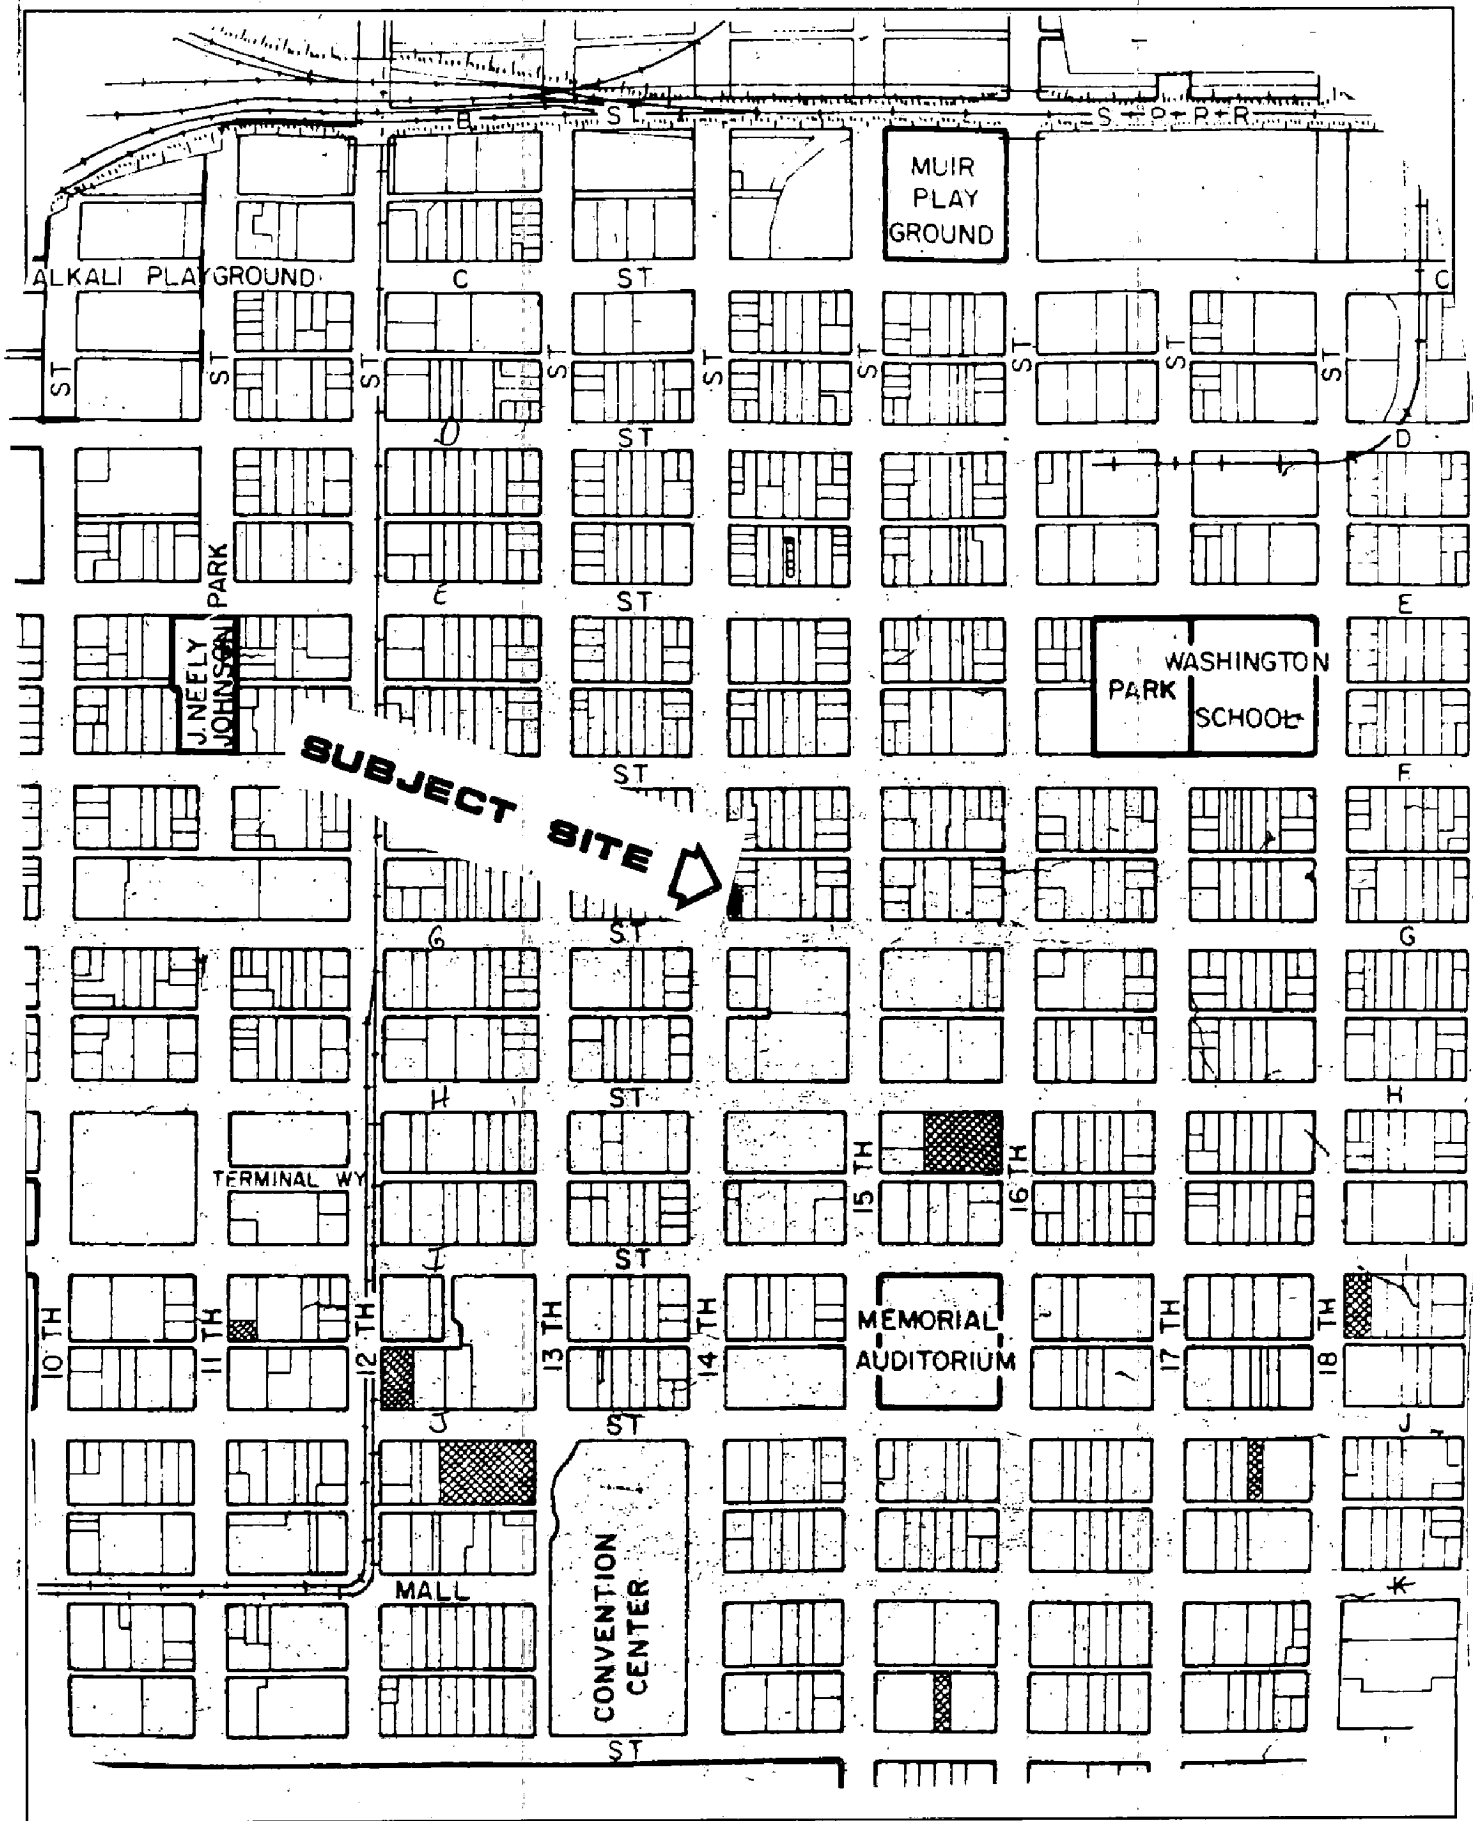 B ST
S P R R
MUIR
PLAY
GROUND
ALKALI PLAYGROUND
C ST C
ST ST ST ST ST ST ST ST ST
D ST D
E ST E
J. NEELY
JOHNSON PARK
WASHINGTON
PARK
SCHOOL
ST F
SUBJECT SITE
G ST G
H ST H
TERMINAL WY
15 TH
16 TH
I ST
10 TH
11 TH
12 TH
13 TH
14 TH
MEMORIAL
AUDITORIUM
17 TH
18 TH
J ST J
CONVENTION
CENTER
MALL K
ST